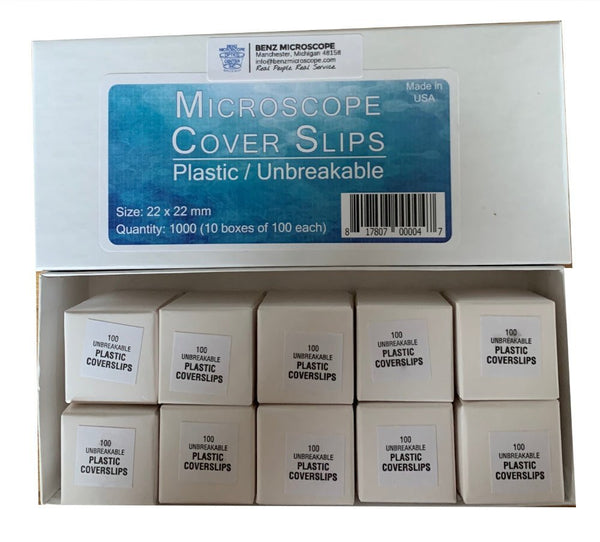 BENZ MICROSCOPE
Manchester, Michigan 48158
info@benzmicroscope.com
Real People Real Service
Made in
USA
MICROSCOPE
COVER SLIPS
Plastic / Unbreakable
Size: 22 x 22 mm
Quantity: 1000 (10 boxes of 100 each)
8 17807 00004 7
100
UNBREAKABLE
PLASTIC
COVERSLIPS
100
UNBREAKABLE
PLASTIC
COVERSLIPS
100
UNBREAKABLE
PLASTIC
COVERSLIPS
100
UNBREAKABLE
PLASTIC
COVERSLIPS
100
UNBREAKABLE
PLASTIC
COVERSLIPS
100
UNBREAKABLE
PLASTIC
COVERSLIPS
100
UNBREAKABLE
PLASTIC
COVERSLIPS
100
UNBREAKABLE
PLASTIC
COVERSLIPS
100
UNBREAKABLE
PLASTIC
COVERSLIPS
100
UNBREAKABLE
PLASTIC
COVERSLIPS